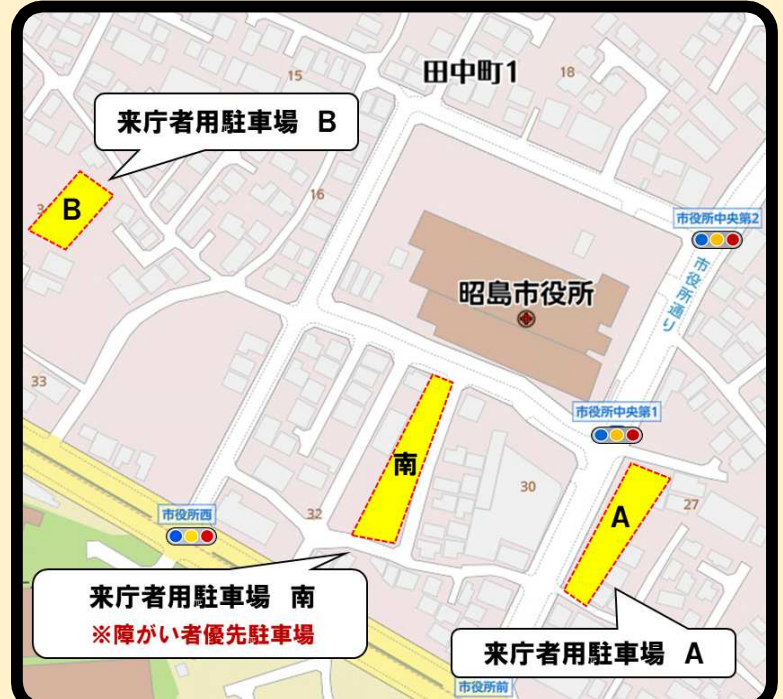 田中町1
18
15
来庁者用駐車場 B
16
B
市役所中央第2
市役所通り
昭島市役所
33
市役所中央第1
南
30
27
A
市役所西
32
来庁者用駐車場 南
※障がい者優先駐車場
来庁者用駐車場 A
市役所前